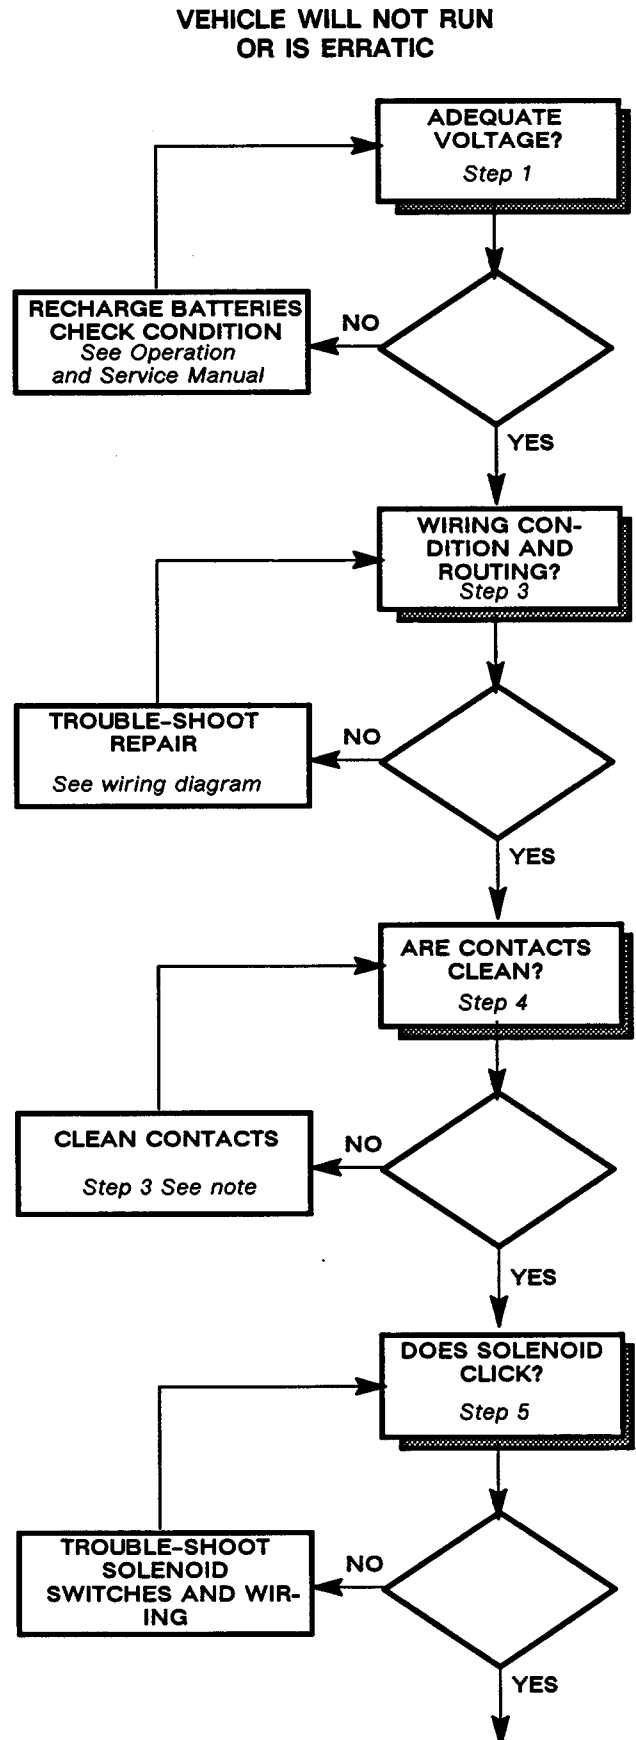 VEHICLE WILL NOT RUN
OR IS ERRATIC
ADEQUATE
VOLTAGE?
Step 1
RECHARGE BATTERIES
CHECK CONDITION
See Operation
and Service Manual
NO
YES
WIRING CON-
DITION AND
ROUTING?
Step 3
TROUBLE-SHOOT
REPAIR
See wiring diagram
NO
YES
ARE CONTACTS
CLEAN?
Step 4
CLEAN CONTACTS
Step 3 See note
NO
YES
DOES SOLENOID
CLICK?
Step 5
TROUBLE-SHOOT
SOLENOID
SWITCHES AND WIR-
ING
NO
YES